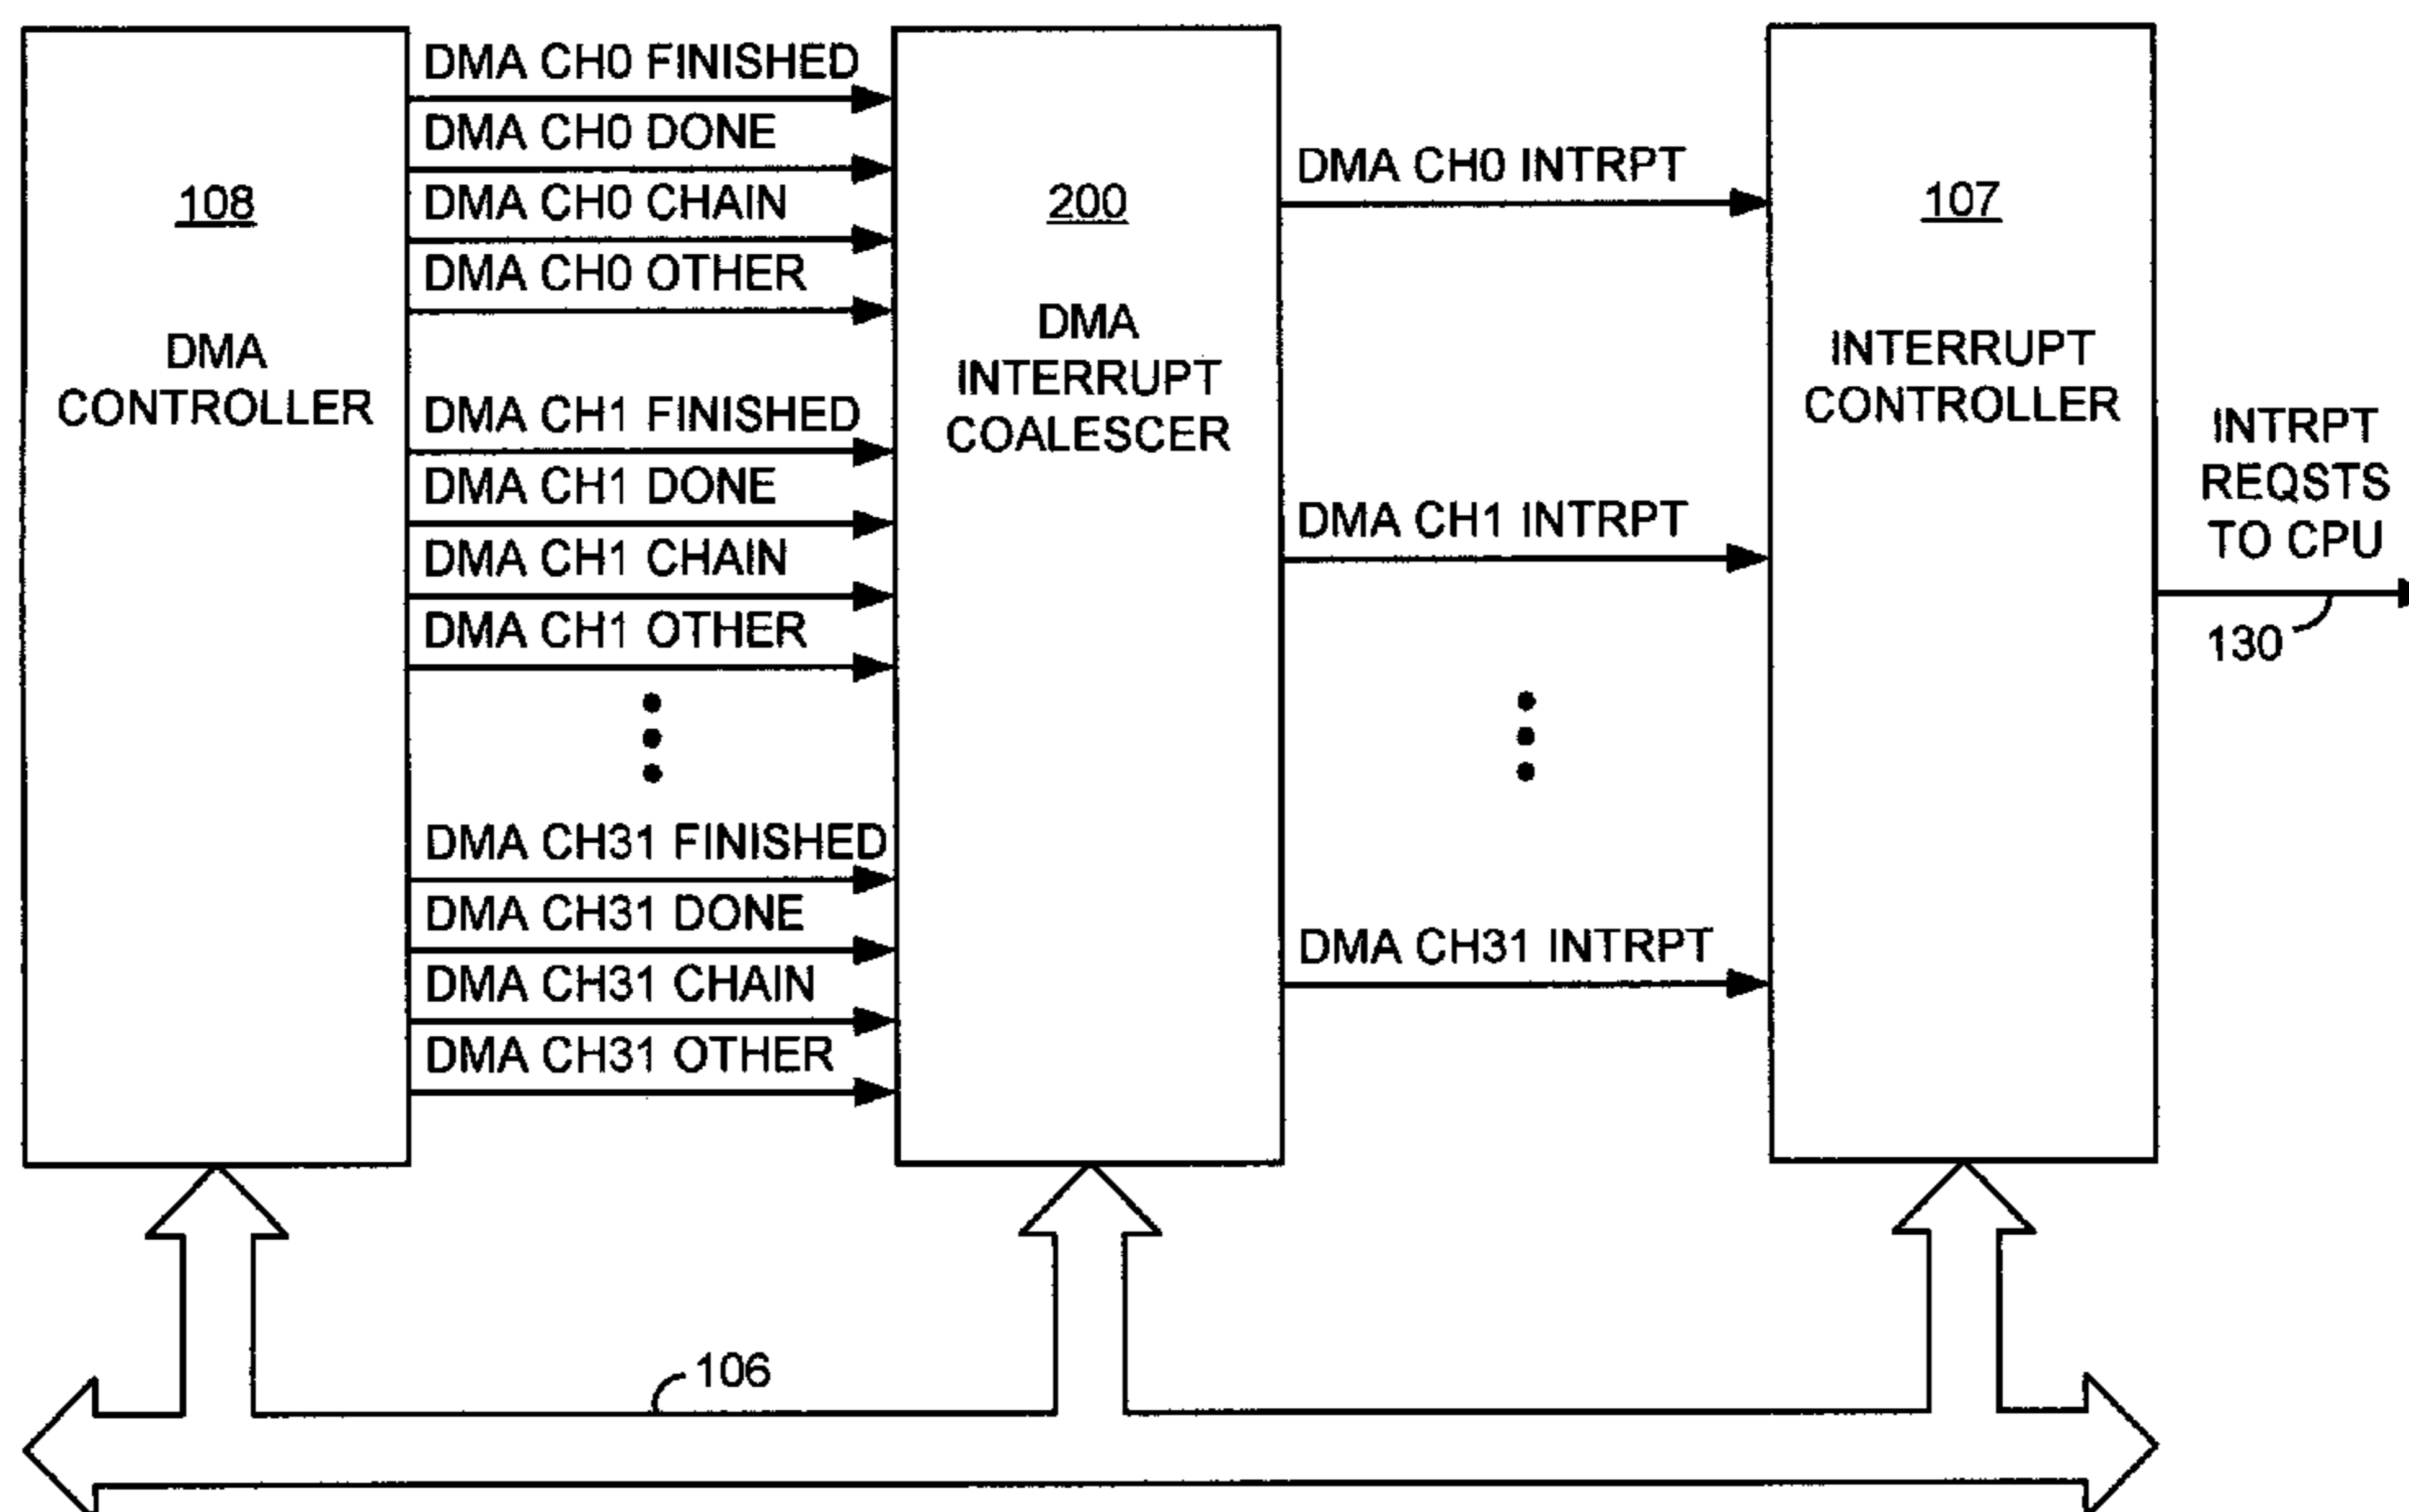 108
DMA
CONTROLLER
DMA CH0 FINISHED
DMA CH0 DONE
DMA CH0 CHAIN
DMA CH0 OTHER
DMA CH1 FINISHED
DMA CH1 DONE
DMA CH1 CHAIN
DMA CH1 OTHER
DMA CH31 FINISHED
DMA CH31 DONE
DMA CH31 CHAIN
DMA CH31 OTHER
200
DMA
INTERRUPT
COALESCER
DMA CH0 INTRPT
DMA CH1 INTRPT
DMA CH31 INTRPT
107
INTERRUPT
CONTROLLER
INTRPT
REQSTS
TO CPU
130
106